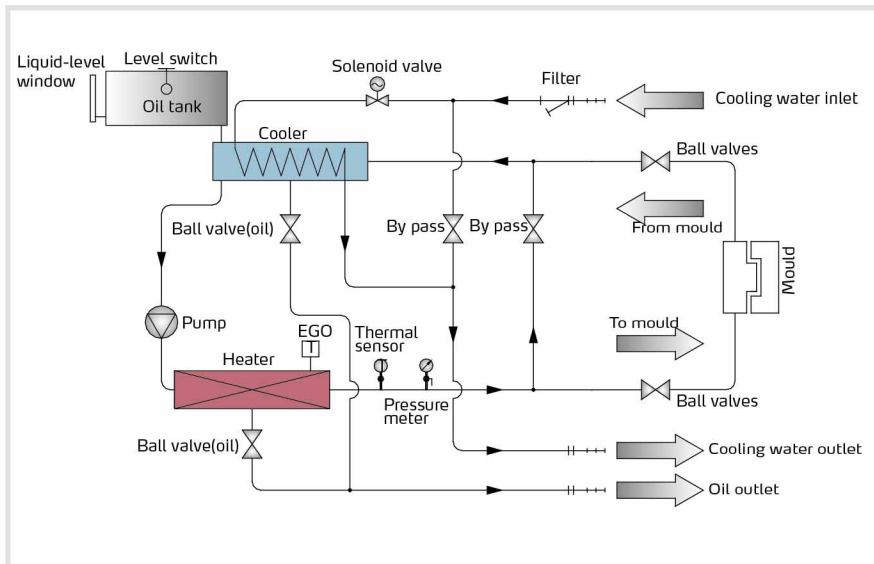 Liquid-level
window
Level switch
Oil tank
Solenoid valve
Filter
Cooling water inlet
Cooler
Ball valves
From mould
Ball valve(oil)
By pass
By pass
Mould
Pump
EGO
T
Thermal
sensor
To mould
Heater
Pressure
meter
Ball valves
Ball valve(oil)
Cooling water outlet
Oil outlet